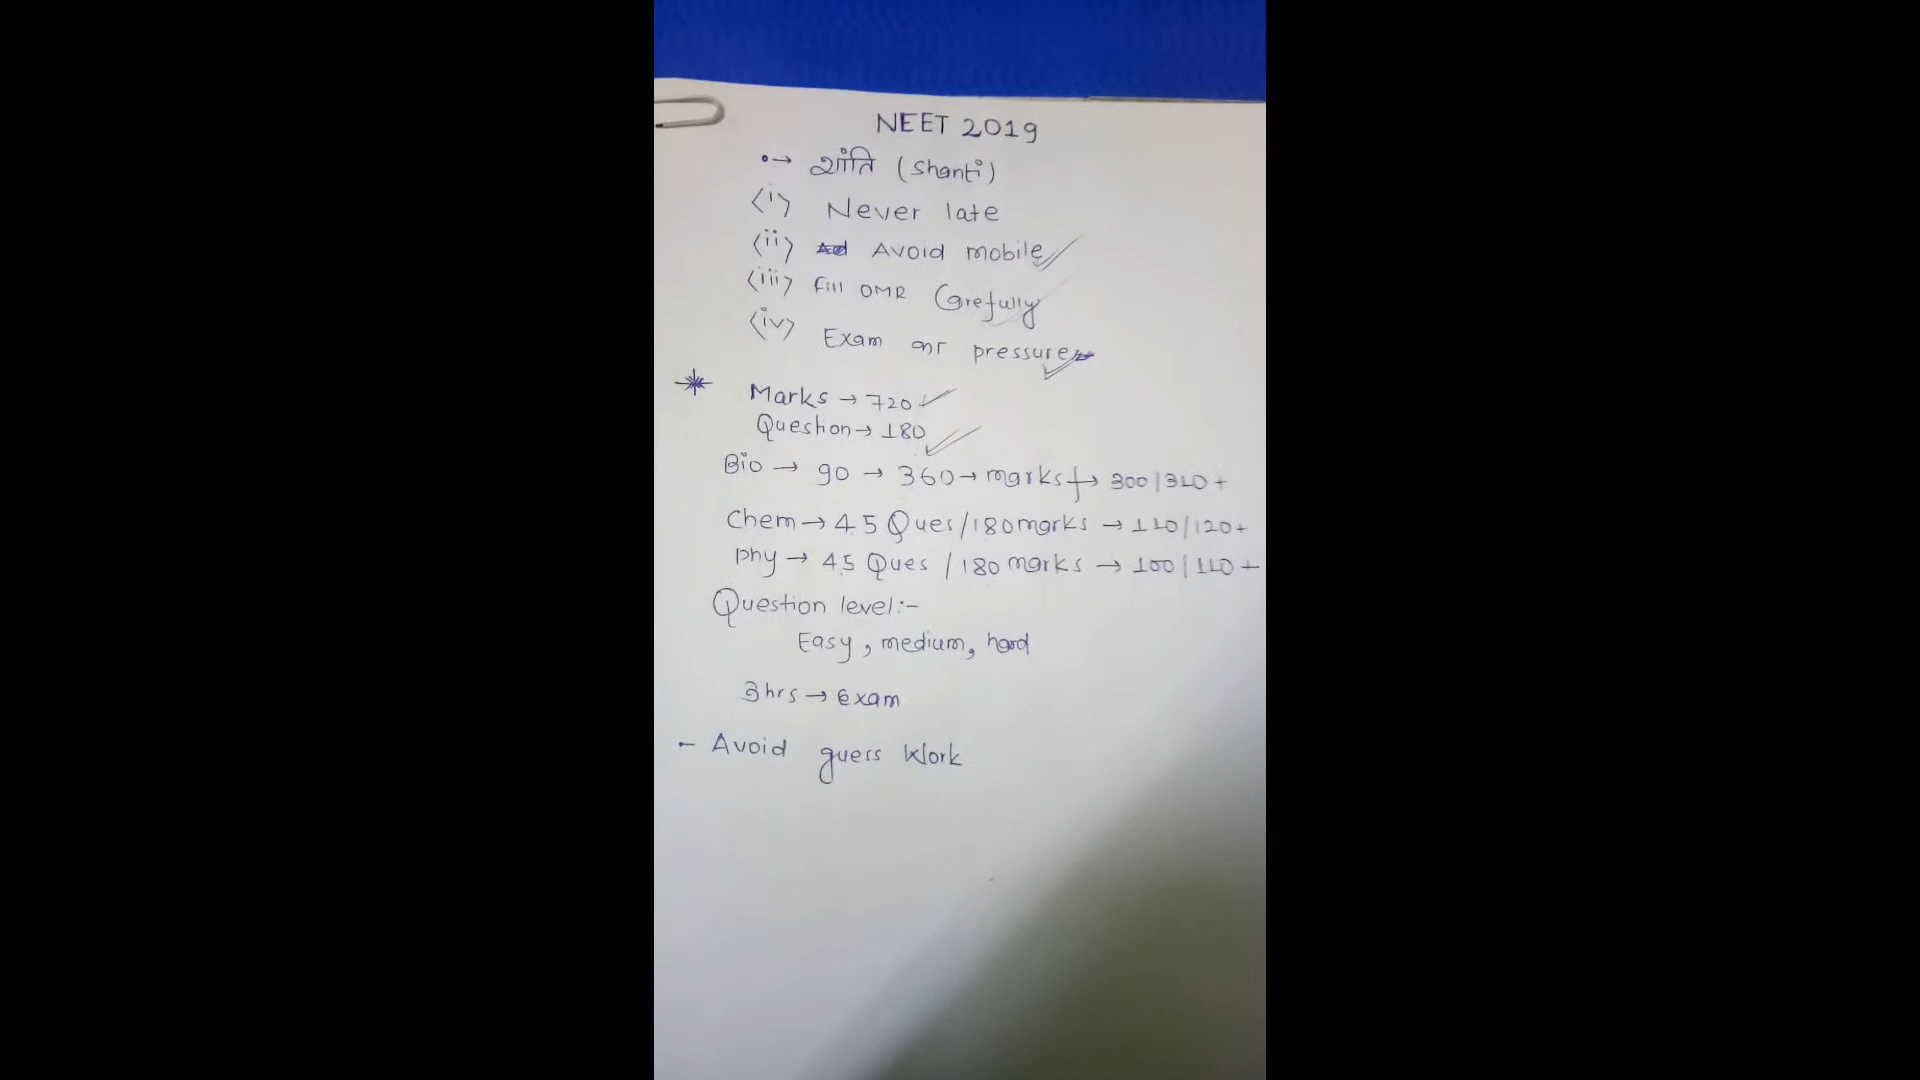 NEET 2019
•→ शांति (Shanti)
(i) Never late
(ii) Avoid mobile
(iii) Fill OMR Carefully
(iv) Exam का pressure
Marks → 720
Question → 180
Bio → 90 → 360 → marks → 300/310+
Chem → 45 Ques/180 marks → 110/120+
Phy → 45 Ques /180 marks → 100/110+
Question level:-
Easy, medium, hard
3hrs → exam
- Avoid guess work